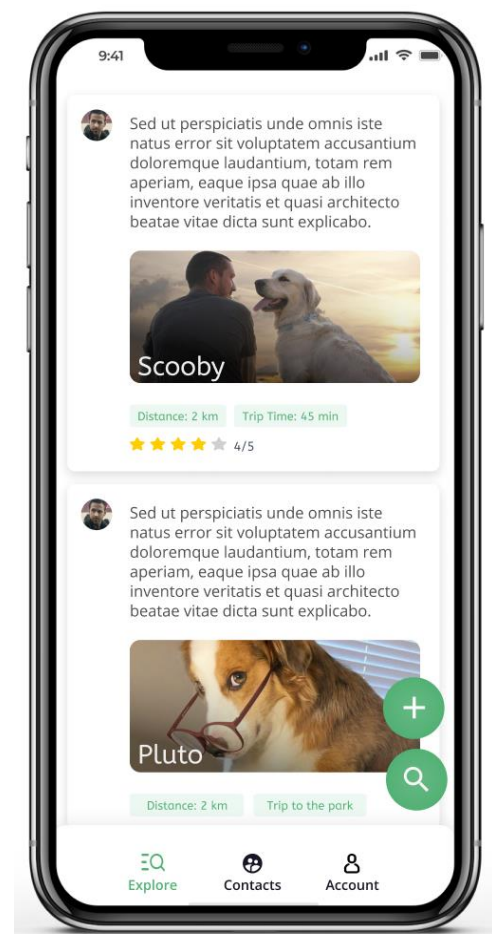 9:41
Sed ut perspiciatis unde omnis iste
natus error sit voluptatem accusantium
doloremque laudantium, totam rem
aperiam, eaque ipsa quae ab illo
inventore veritatis et quasi architecto
beatae vitae dicta sunt explicabo.
Scooby
Distance: 2 km Trip Time: 45 min
4/5
Sed ut perspiciatis unde omnis iste
natus error sit voluptatem accusantium
doloremque laudantium, totam rem
aperiam, eaque ipsa quae ab illo
inventore veritatis et quasi architecto
beatae vitae dicta sunt explicabo.
Pluto
Distance: 2 km Trip to the park
Explore Contacts Account